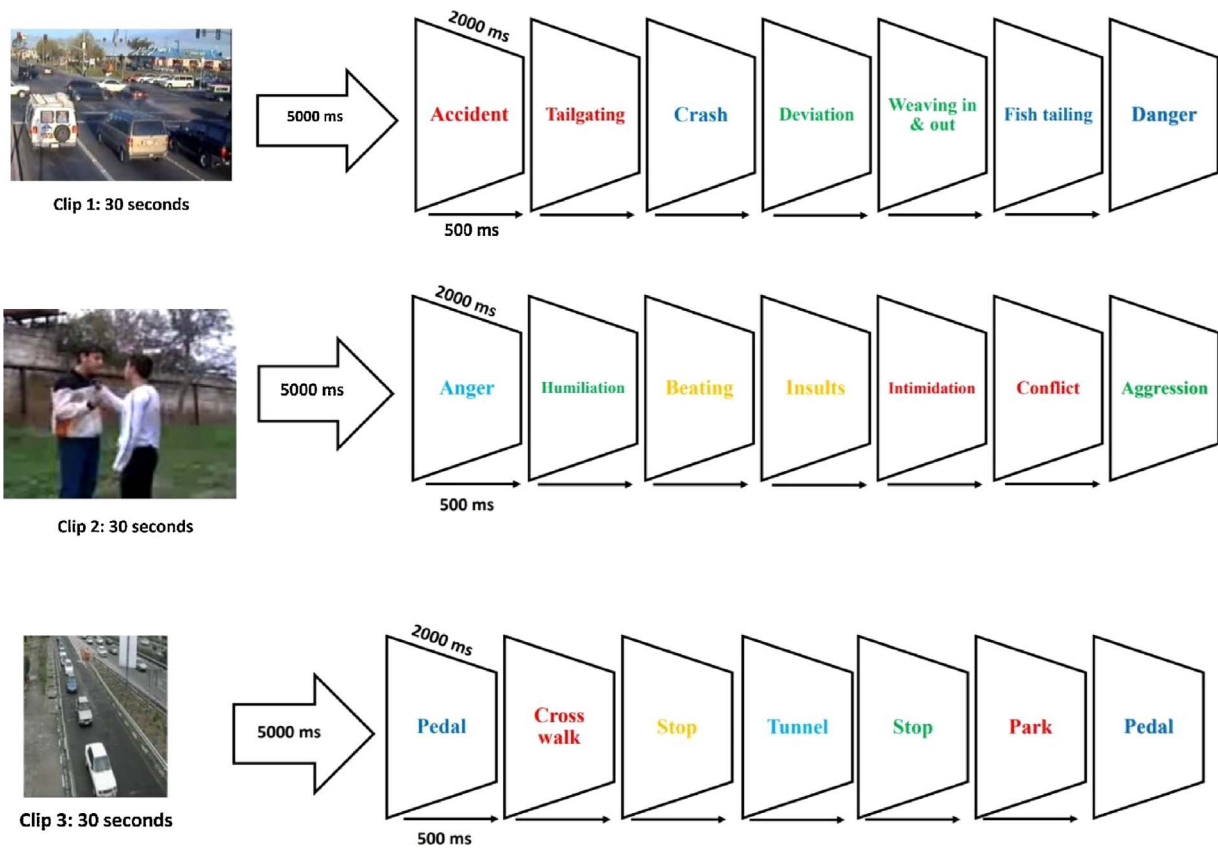 2000 ms
5000 ms
Accident
Tailgating
Crash
Deviation
Weaving in
& out
Fish tailing
Danger
Clip 1: 30 seconds
500 ms
2000 ms
5000 ms
Anger
Humiliation
Beating
Insults
Intimidation
Conflict
Aggression
500 ms
Clip 2: 30 seconds
2000 ms
5000 ms
Pedal
Cross
walk
Stop
Tunnel
Stop
Park
Pedal
Clip 3: 30 seconds
500 ms